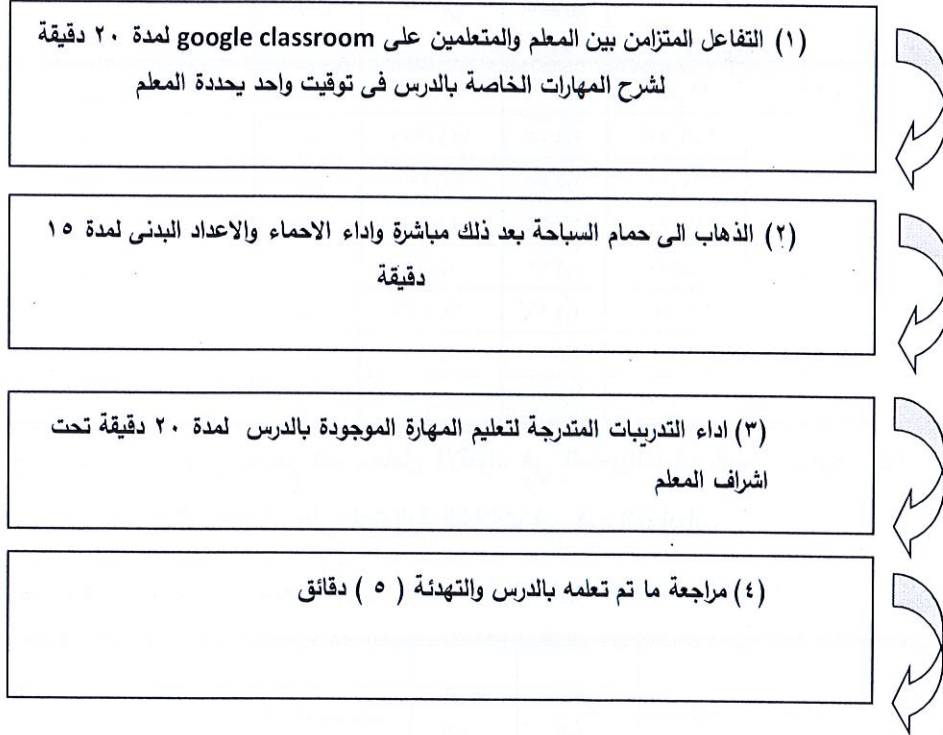 (١) التفاعل المتزامن بين المعلم والمتعلمين على google classroom لمدة ٢٠ دقيقة
لشرح المهارات الخاصة بالدرس فى توقيت واحد يحددة المعلم
(٢) الذهاب الى حمام السباحة بعد ذلك مباشرة واداء الاحماء والاعداد البدنى لمدة ١٥
دقيقة
(٣) اداء التدريبات المتدرجة لتعليم المهارة الموجودة بالدرس لمدة ٢٠ دقيقة تحت
اشراف المعلم
(٤) مراجعة ما تم تعلمه بالدرس والتهدئة ( ٥ ) دقائق